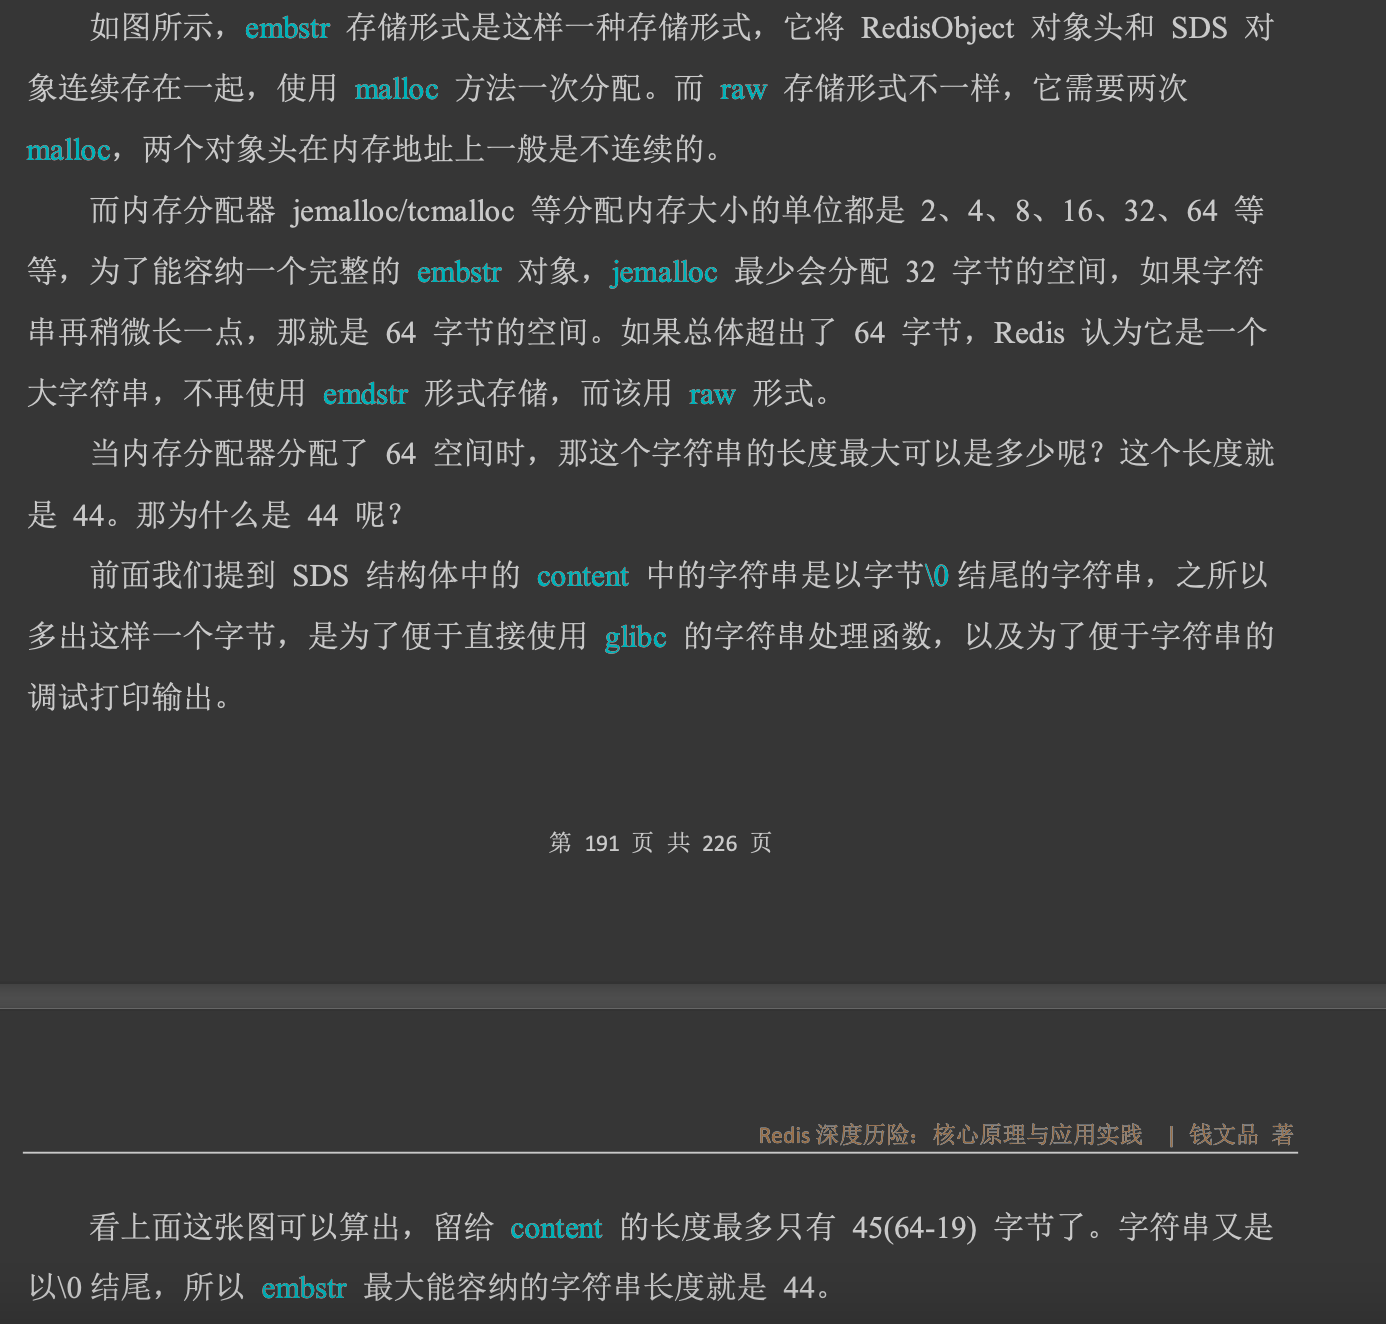 如图所示，embstr 存储形式是这样一种存储形式，它将 RedisObject 对象头和 SDS 对
象连续存在一起，使用 malloc 方法一次分配。而 raw 存储形式不一样，它需要两次
malloc，两个对象头在内存地址上一般是不连续的。
而内存分配器 jemalloc/tcmalloc 等分配内存大小的单位都是 2、4、8、16、32、64 等
等，为了能容纳一个完整的 embstr 对象，jemalloc 最少会分配 32 字节的空间，如果字符
串再稍微长一点，那就是 64 字节的空间。如果总体超出了 64 字节，Redis 认为它是一个
大字符串，不再使用 emdstr 形式存储，而该用 raw 形式。
当内存分配器分配了 64 空间时，那这个字符串的长度最大可以是多少呢？这个长度就
是 44。那为什么是 44 呢？
前面我们提到 SDS 结构体中的 content 中的字符串是以字节\0 结尾的字符串，之所以
多出这样一个字节，是为了便于直接使用 glibc 的字符串处理函数，以及为了便于字符串的
调试打印输出。
第 191 页 共 226 页
Redis 深度历险：核心原理与应用实践 | 钱文品 著
看上面这张图可以算出，留给 content 的长度最多只有 45(64-19) 字节了。字符串又是
以\0 结尾，所以 embstr 最大能容纳的字符串长度就是 44。